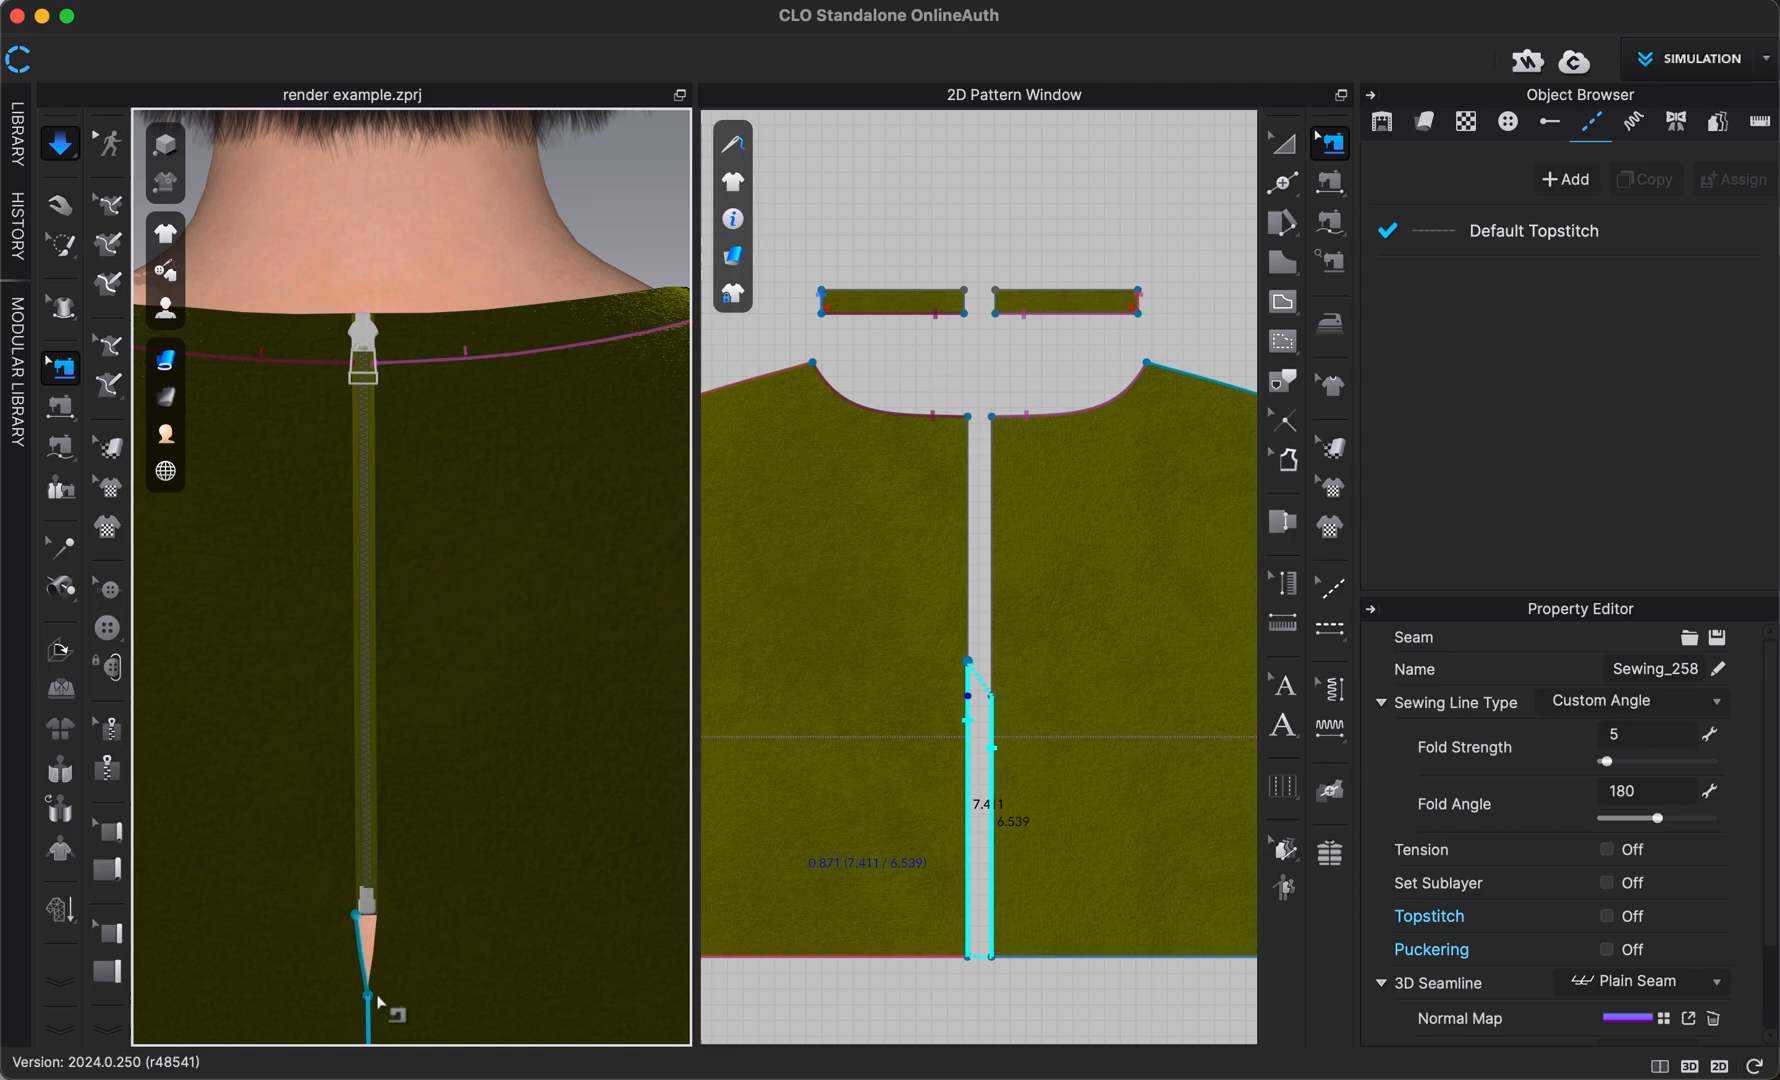 CLO Standalone OnlineAuth
SIMULATION
LIBRARY
HISTORY
MODULAR LIBRARY
render example.zprj
2D Pattern Window
7.411
6.539
0.871 (7.411 / 6.539)
Object Browser
+ Add
Copy
Assign
Default Topstitch
Property Editor
Seam
Name Sewing_258
Sewing Line Type Custom Angle
Fold Strength 5
Fold Angle 180
Tension Off
Set Sublayer Off
Topstitch Off
Puckering Off
3D Seamline Plain Seam
Normal Map
Version: 2024.0.250 (r48541)
3D 2D